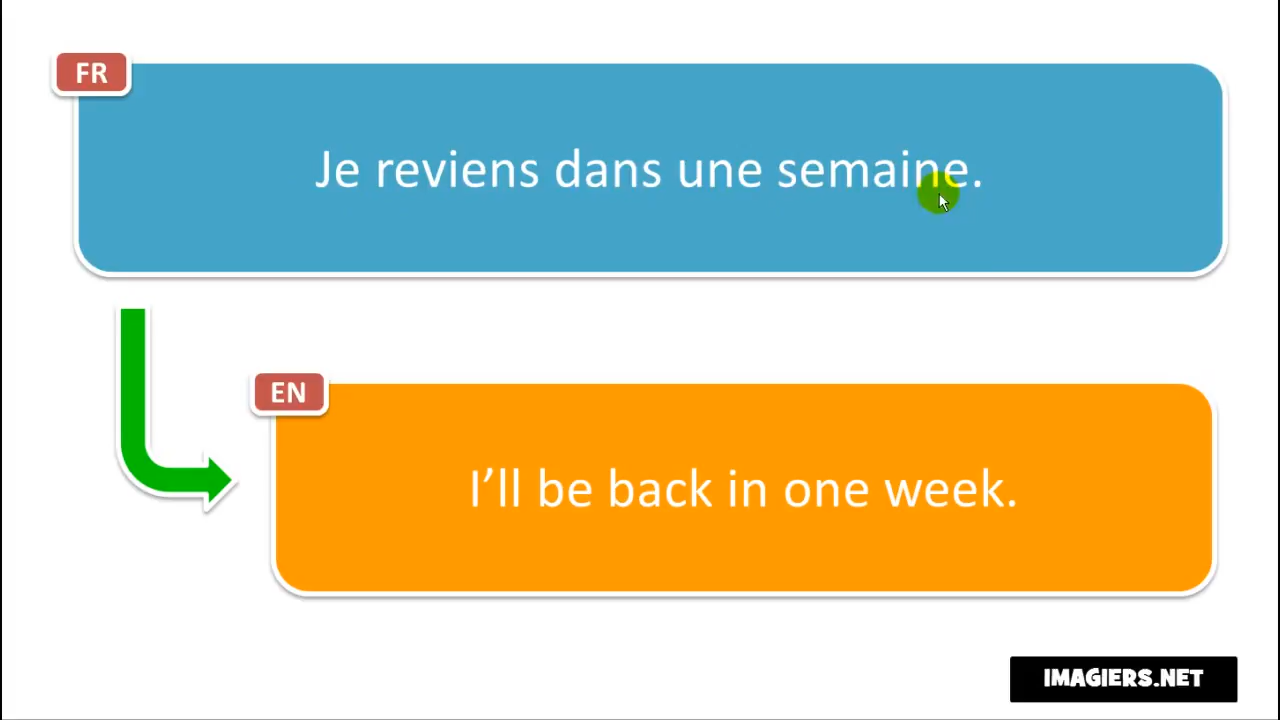 FR
Je reviens dans une semaine.
EN
I’ll be back in one week.
IMAGIERS.NET